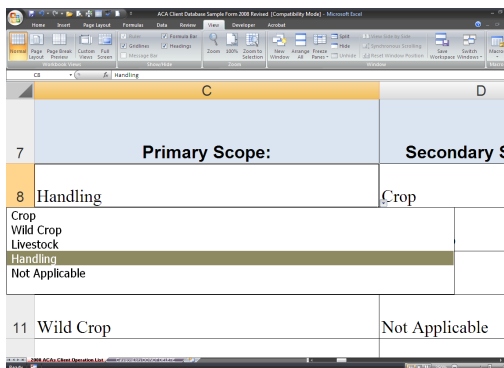 ACA Client Database Sample Form 2008 Revised [Compatibility Mode] - Microsoft Excel
Home Insert Page Layout Formulas Data Review View Developer Acrobat
Normal Page Layout Page Break Preview Custom Views Full Screen
Ruler Formula Bar
Gridlines Headings
Message Bar
Zoom 100% Zoom to Selection
New Window Arrange All Freeze Panes
Split
Hide
Unhide
View Side by Side
Synchronous Scrolling
Reset Window Position
Save Workspace Switch Windows Macros
Workbook Views Show/Hide Zoom Window Macros
C8 fx Handling
C D
7 Primary Scope: Secondary S
8 Handling Crop
Crop
Wild Crop
Livestock
Handling
Not Applicable
11 Wild Crop Not Applicable
2008 ACAs Client Operation List
Ready